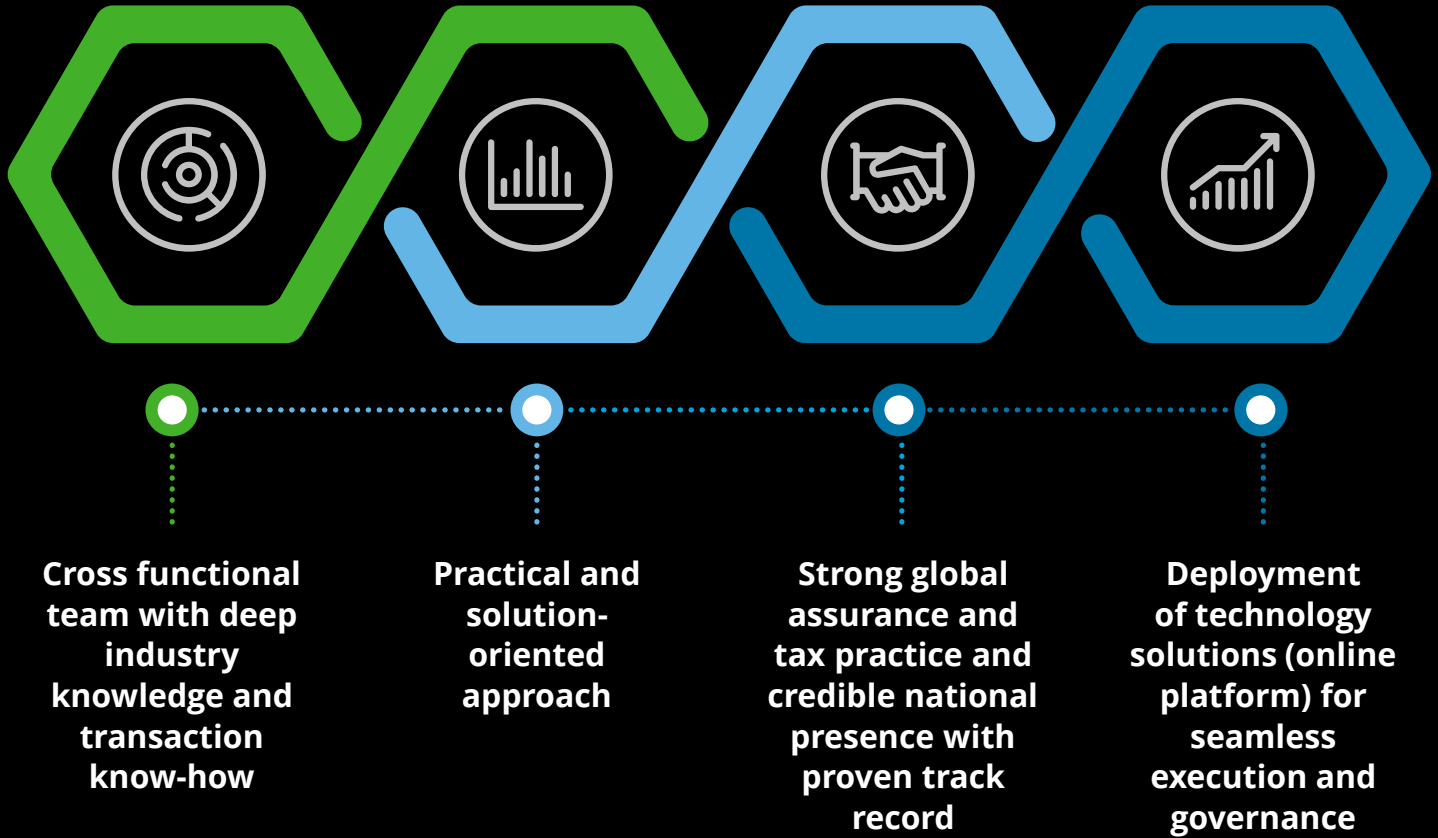 Cross functional
team with deep
industry
knowledge and
transaction
know-how
Practical and
solution-
oriented
approach
Strong global
assurance and
tax practice and
credible national
presence with
proven track
record
Deployment
of technology
solutions (online
platform) for
seamless
execution and
governance